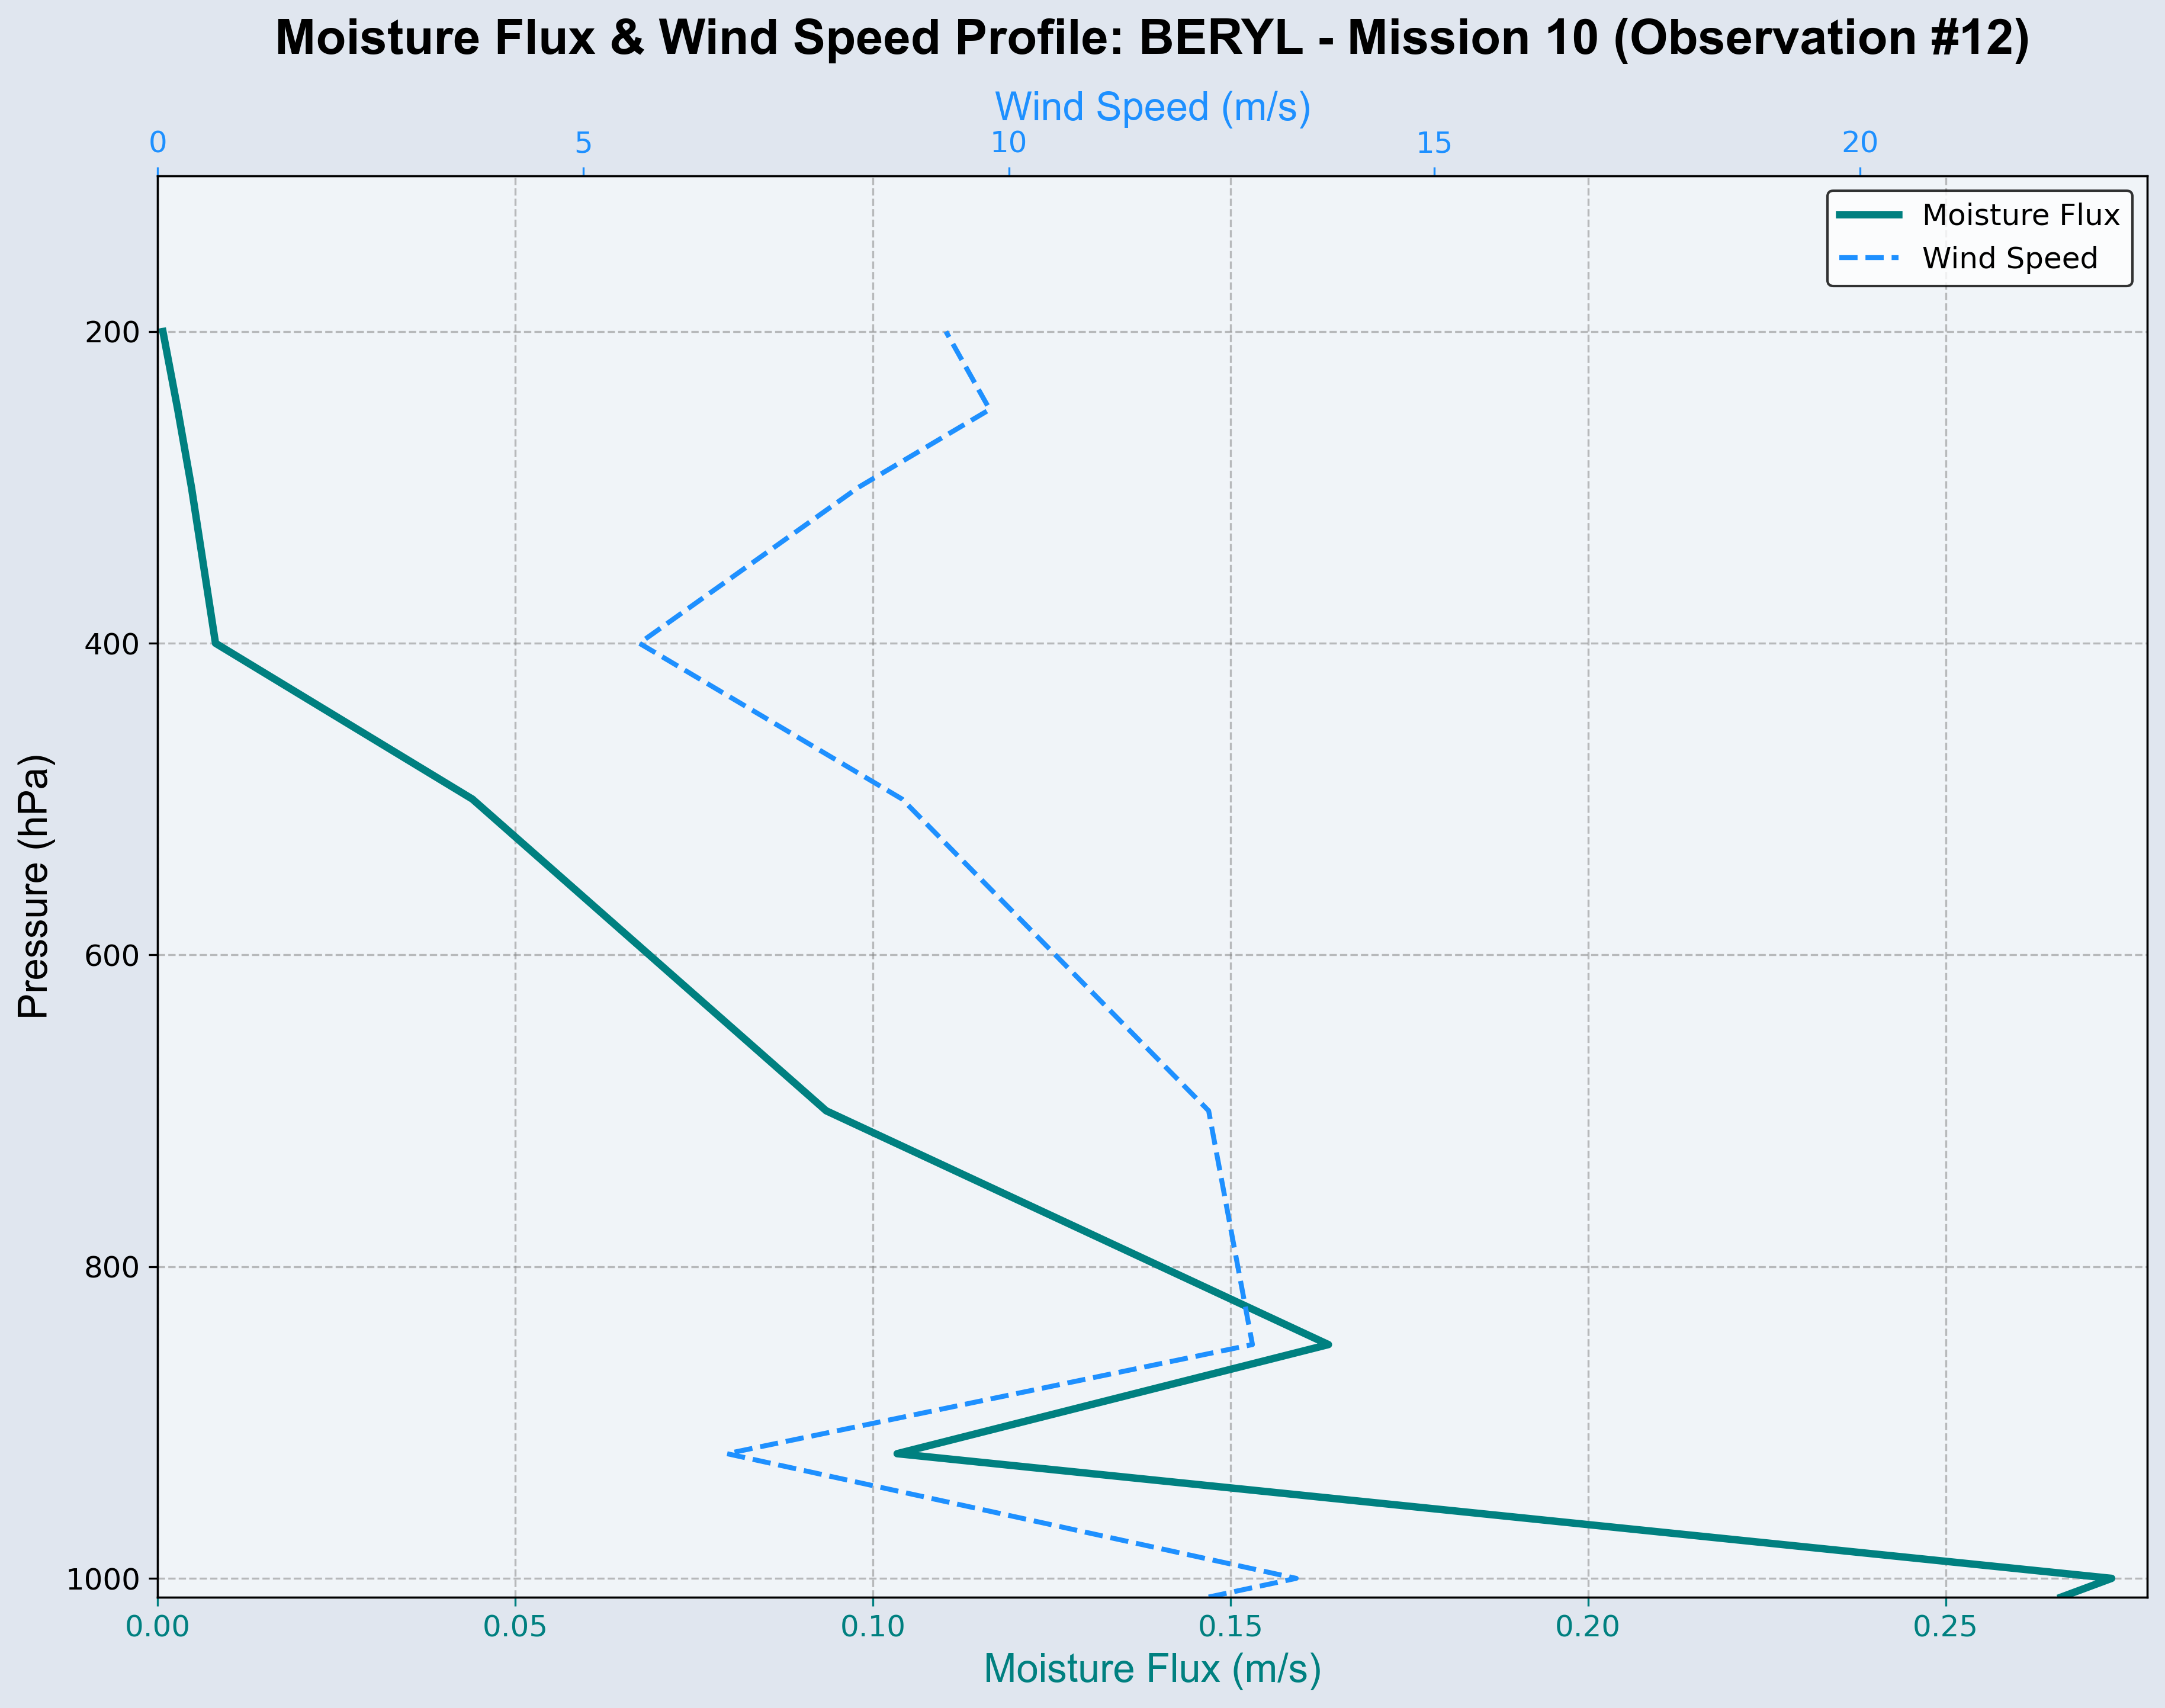 Moisture Flux & Wind Speed Profile: BERYL - Mission 10 (Observation #12)
Wind Speed (m/s)
0 5 10 15 20
Moisture Flux
Wind Speed
200
400
600
800
1000
Pressure (hPa)
0.00 0.05 0.10 0.15 0.20 0.25
Moisture Flux (m/s)